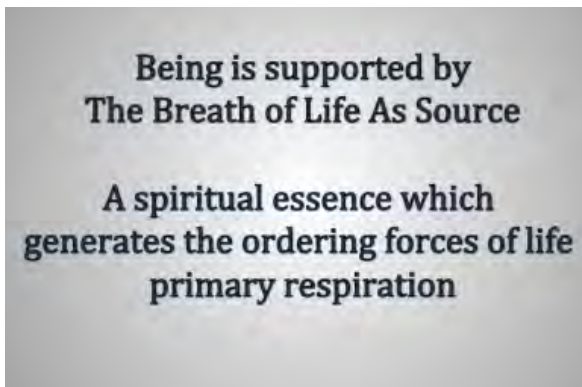 Being is supported by
The Breath of Life As Source
A spiritual essence which
generates the ordering forces of life
primary respiration